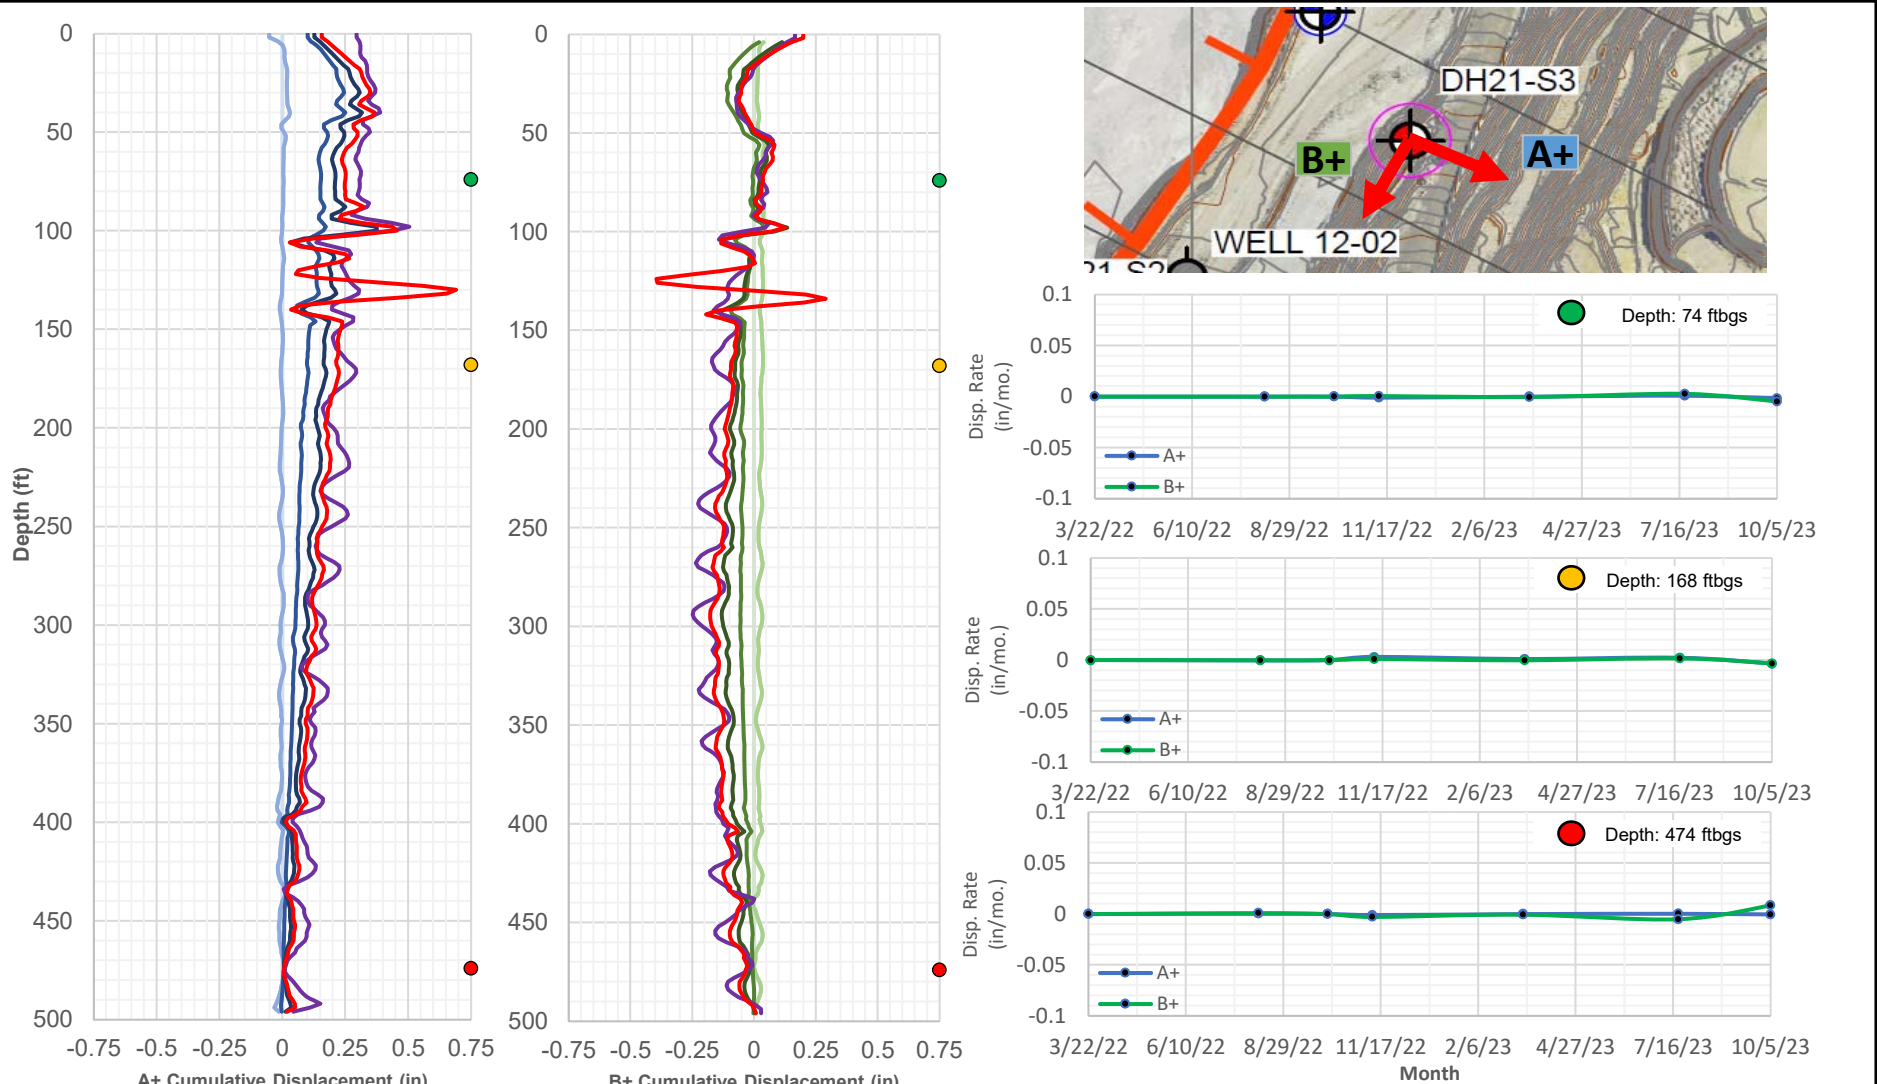 0
50
100
150
200
250
300
350
400
450
500
Depth (ft)
-0.75 -0.5 -0.25 0 0.25 0.5 0.75
A+ Cumulative Displacement (in)
0
50
100
150
200
250
300
350
400
450
500
-0.75 -0.5 -0.25 0 0.25 0.5 0.75
B+ Cumulative Displacement (in)
DH21-S3
B+
A+
WELL 12-02
21-S2
0.1
0.05
0
-0.05
-0.1
Disp. Rate
(in/mo.)
Depth: 74 ftbgs
A+
B+
3/22/22 6/10/22 8/29/22 11/17/22 2/6/23 4/27/23 7/16/23 10/5/23
0.1
0.05
0
-0.05
-0.1
Disp. Rate
(in/mo.)
Depth: 168 ftbgs
A+
B+
3/22/22 6/10/22 8/29/22 11/17/22 2/6/23 4/27/23 7/16/23 10/5/23
0.1
0.05
0
-0.05
-0.1
Disp. Rate
(in/mo.)
Depth: 474 ftbgs
A+
B+
3/22/22 6/10/22 8/29/22 11/17/22 2/6/23 4/27/23 7/16/23 10/5/23
Month